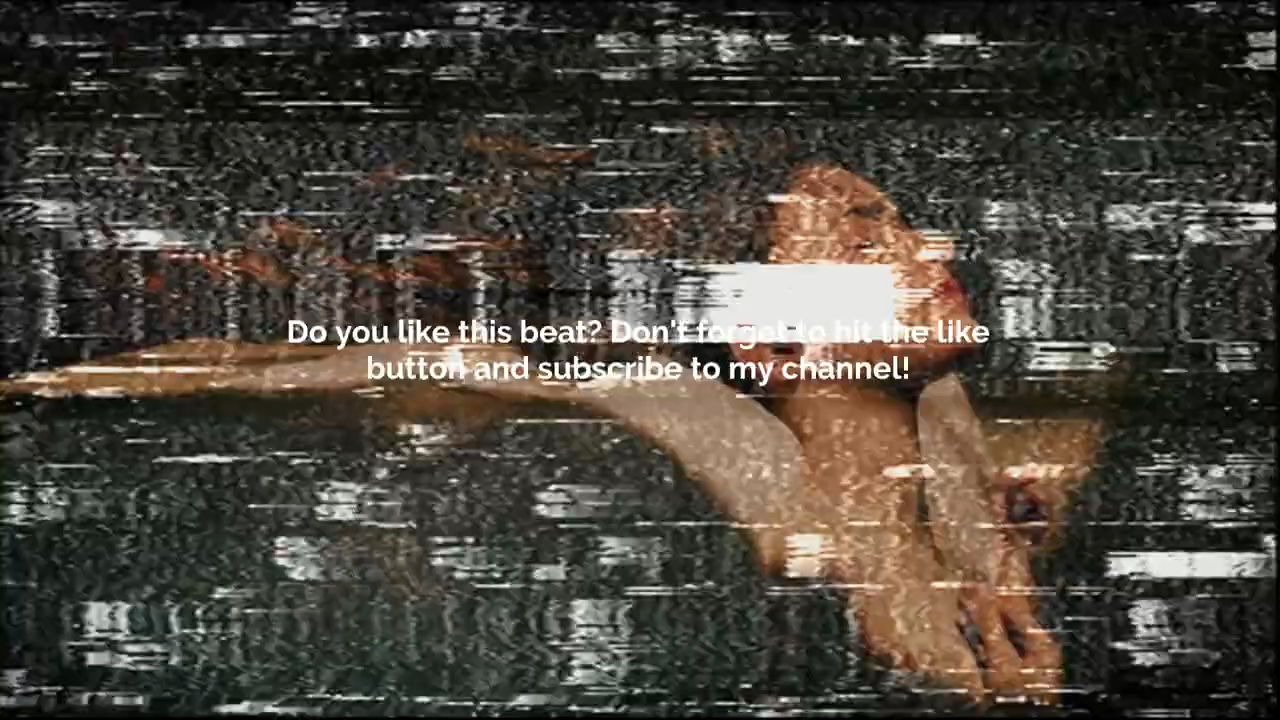 Do you like this beat? Don't forget to hit the like
button and subscribe to my channel!